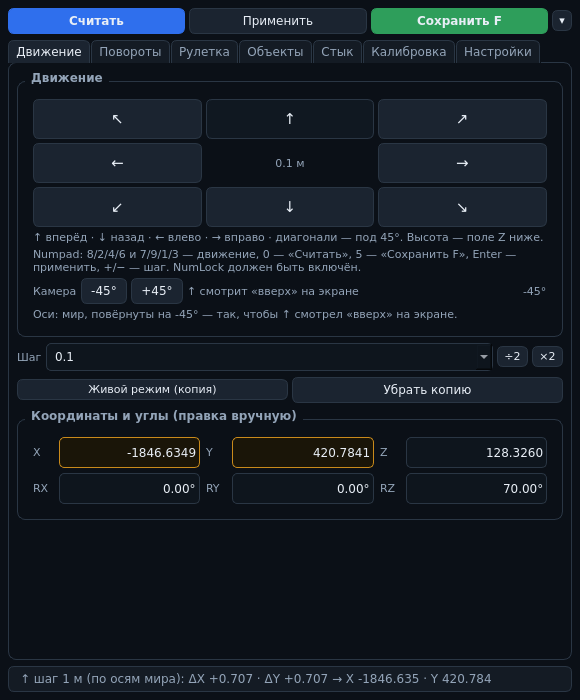 Считать Применить Сохранить F ▾
Движение Повороты Рулетка Объекты Стык Калибровка Настройки
Движение
↖ ↑ ↗
← 0.1 м →
↙ ↓ ↘
↑ вперёд · ↓ назад · ← влево · → вправо · диагонали — под 45°. Высота — поле Z ниже.
Numpad: 8/2/4/6 и 7/9/1/3 — движение, 0 — «Считать», 5 — «Сохранить F», Enter —
применить, +/− — шаг. NumLock должен быть включён.
Камера -45° +45° ↑ смотрит «вверх» на экране -45°
Оси: мир, повёрнуты на -45° — так, чтобы ↑ смотрел «вверх» на экране.
Шаг 0.1 ÷2 ×2
Живой режим (копия) Убрать копию
Координаты и углы (правка вручную)
X -1846.6349 Y 420.7841 Z 128.3260
RX 0.00° RY 0.00° RZ 70.00°
↑ шаг 1 м (по осям мира): ΔX +0.707 · ΔY +0.707 → X -1846.635 · Y 420.784